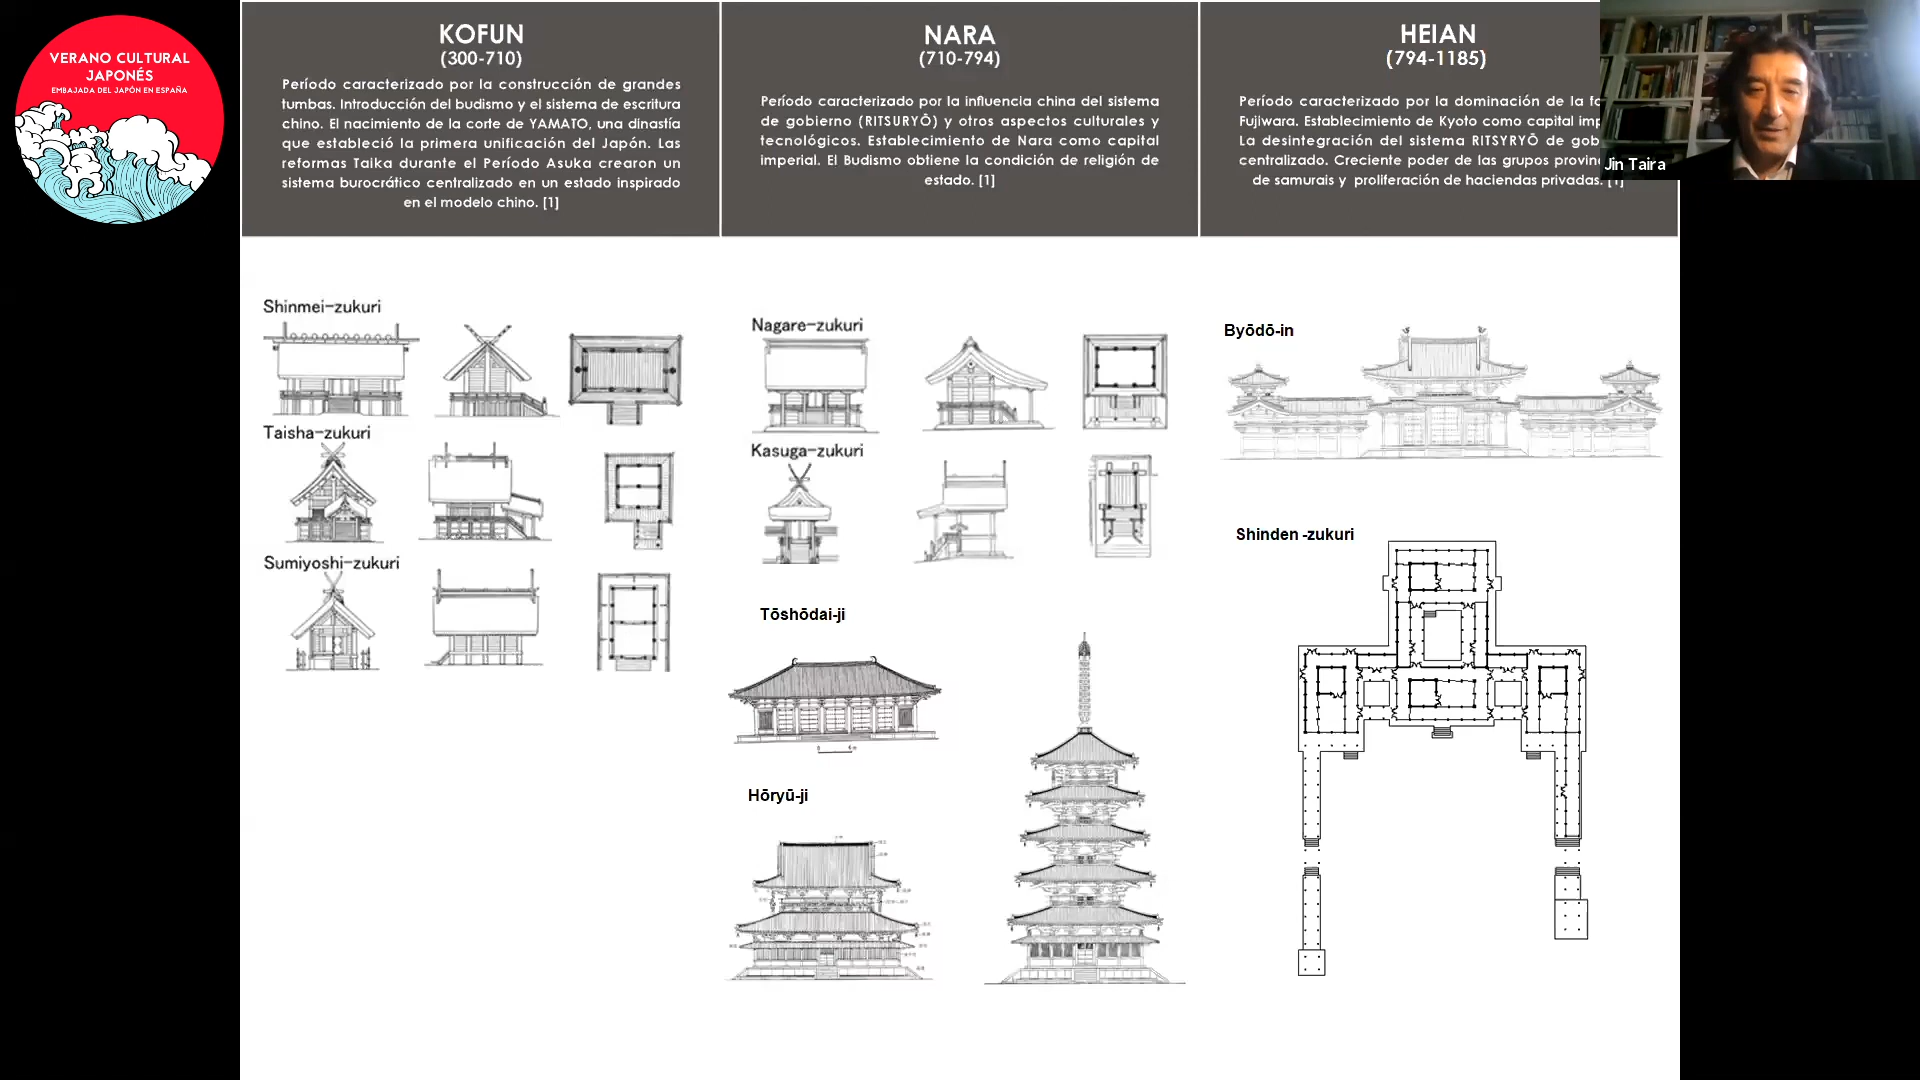 VERANO CULTURAL
JAPONÉS
EMBAJADA DEL JAPÓN EN ESPAÑA
KOFUN
(300-710)
Período caracterizado por la construcción de grandes
tumbas. Introducción del budismo y el sistema de escritura
chino. El nacimiento de la corte de YAMATO, una dinastía
que estableció la primera unificación del Japón. Las
reformas Taika durante el Período Asuka crearon un
sistema burocrático centralizado en un estado inspirado
en el modelo chino. [1]
NARA
(710-794)
Período caracterizado por la influencia china del sistema
de gobierno (RITSURYŌ) y otros aspectos culturales y
tecnológicos. Establecimiento de Nara como capital
imperial. El Budismo obtiene la condición de religión de
estado. [1]
HEIAN
(794-1185)
Período caracterizado por la dominación de la
Fujiwara. Establecimiento de Kyoto como capital
La desintegración del sistema RITSYRYŌ de
centralizado. Creciente poder de las grupos
de samurais y proliferación de haciendas privadas. [1]
Jin Taira
Shinmei-zukuri
Taisha-zukuri
Sumiyoshi-zukuri
Nagare-zukuri
Kasuga-zukuri
Tōshōdai-ji
Hōryū-ji
Byōdō-in
Shinden -zukuri